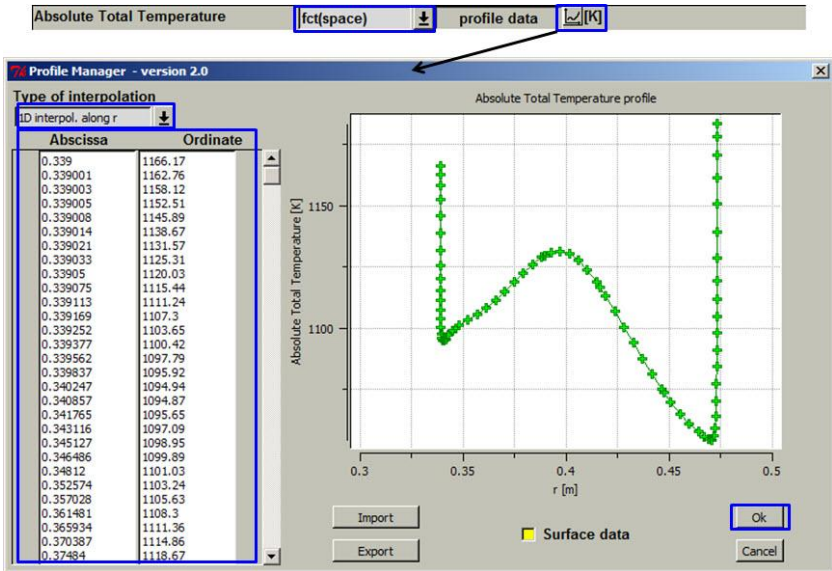 Absolute Total Temperature fct(space) profile data [K]
Profile Manager - version 2.0
Type of interpolation
1D interpol. along r
Abscissa Ordinate
0.339 1166.17
0.339001 1162.76
0.339003 1158.12
0.339005 1152.51
0.339008 1145.89
0.339014 1138.67
0.339021 1131.57
0.339033 1125.31
0.33905 1120.03
0.339075 1115.44
0.339113 1111.24
0.339169 1107.3
0.339252 1103.65
0.339377 1100.42
0.339562 1097.79
0.339837 1095.92
0.340247 1094.94
0.340857 1094.87
0.341765 1095.65
0.343116 1097.09
0.345127 1098.95
0.346486 1099.89
0.34812 1101.03
0.352574 1103.24
0.357028 1105.63
0.361481 1108.3
0.365934 1111.36
0.370387 1114.86
0.37484 1118.67
Absolute Total Temperature profile
Absolute Total Temperature [K]
1150
1100
0.3 0.35 0.4 0.45 0.5
r [m]
Import
Export
Surface data
Ok
Cancel